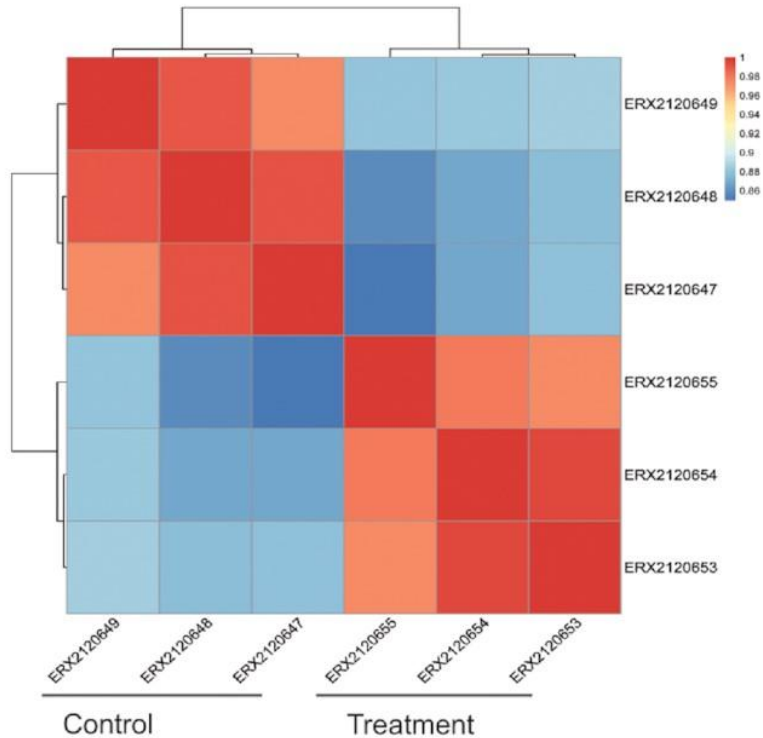 1
0.98
0.96
0.94
0.92
0.9
0.88
0.86
ERX2120649
ERX2120648
ERX2120647
ERX2120655
ERX2120654
ERX2120653
ERX2120649
ERX2120648
ERX2120647
ERX2120655
ERX2120654
ERX2120653
Control
Treatment